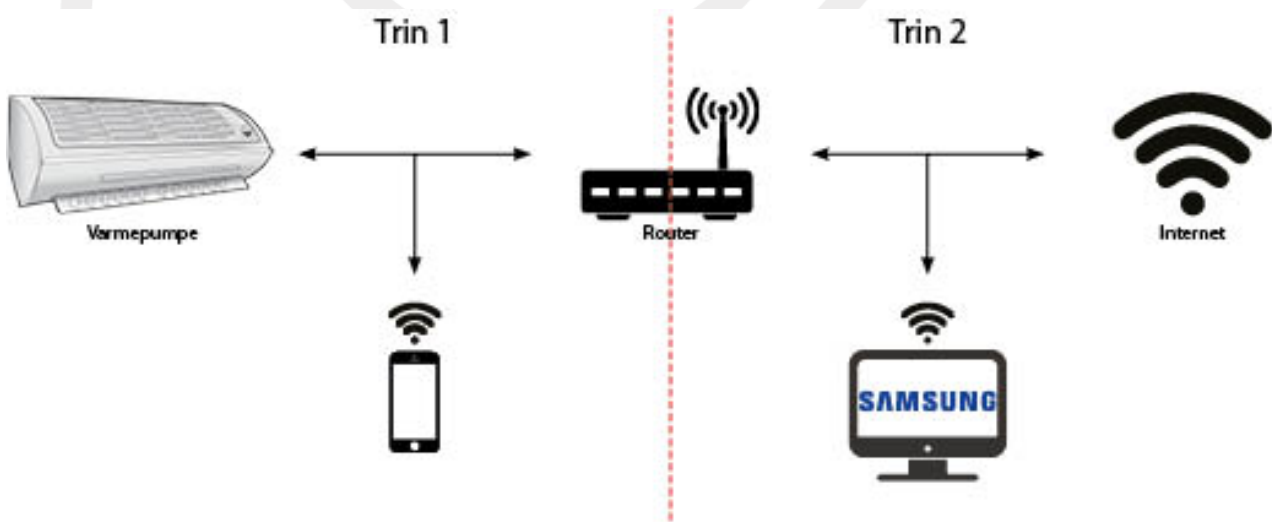 Trin 1
Trin 2
Varmepumpe
Router
Internet
SAMSUNG